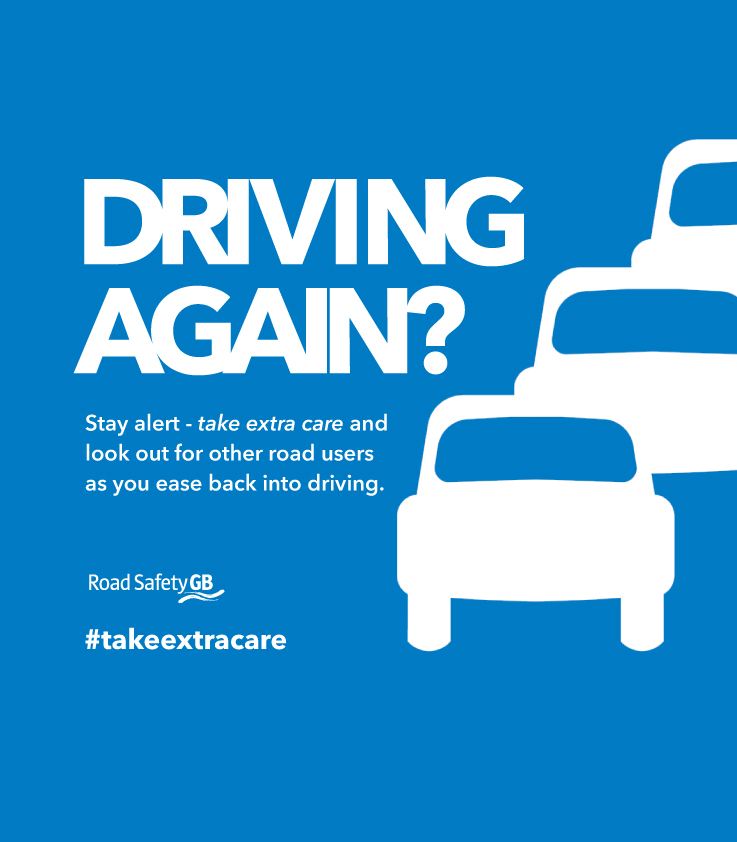 DRIVING
AGAIN?
Stay alert - take extra care and
look out for other road users
as you ease back into driving.
Road Safety GB
#takeextracare